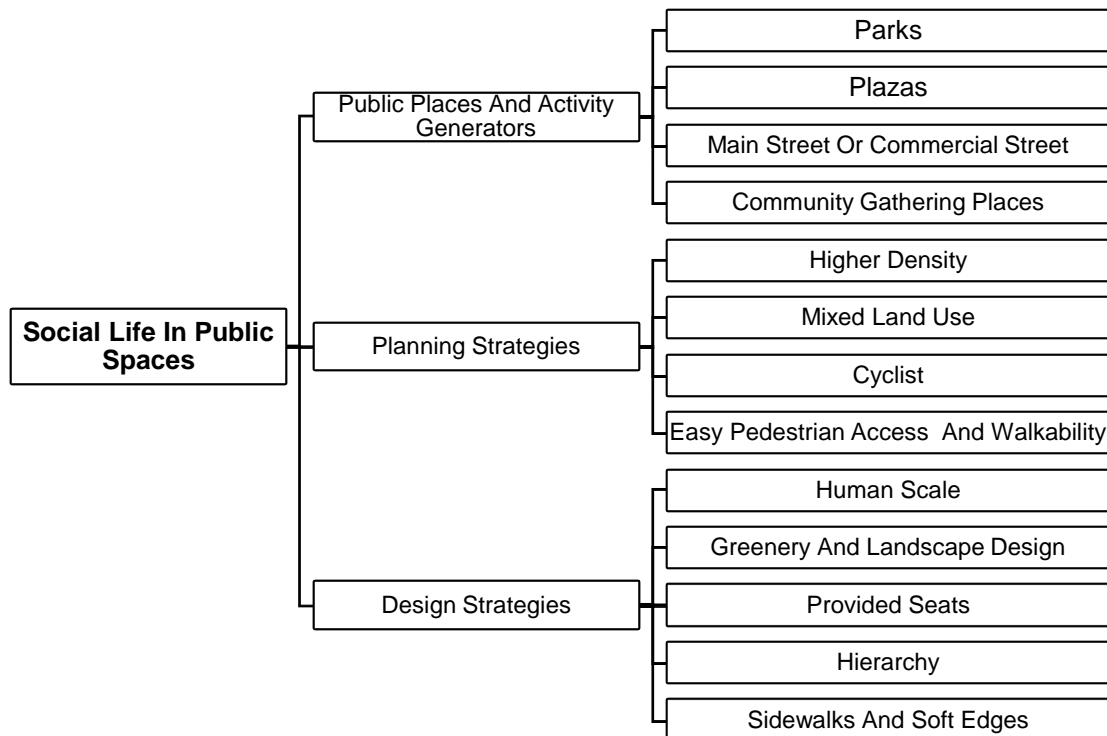 Social Life In Public
Spaces
Public Places And Activity
Generators
Parks
Plazas
Main Street Or Commercial Street
Community Gathering Places
Planning Strategies
Higher Density
Mixed Land Use
Cyclist
Easy Pedestrian Access And Walkability
Design Strategies
Human Scale
Greenery And Landscape Design
Provided Seats
Hierarchy
Sidewalks And Soft Edges